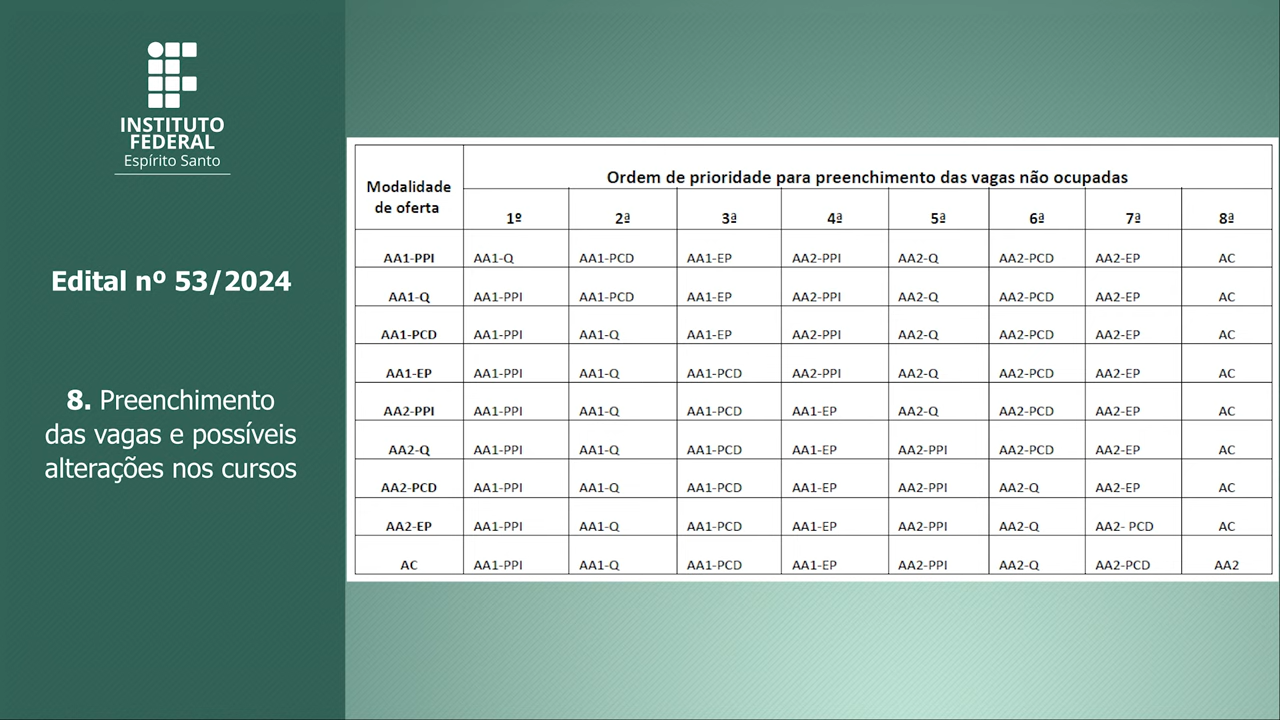 INSTITUTO
FEDERAL
Espírito Santo
Edital nº 53/2024
8. Preenchimento
das vagas e possíveis
alterações nos cursos
Modalidade de oferta
Ordem de prioridade para preenchimento das vagas não ocupadas
1º 2ª 3ª 4ª 5ª 6ª 7ª 8ª
AA1-PPI AA1-Q AA1-PCD AA1-EP AA2-PPI AA2-Q AA2-PCD AA2-EP AC
AA1-Q AA1-PPI AA1-PCD AA1-EP AA2-PPI AA2-Q AA2-PCD AA2-EP AC
AA1-PCD AA1-PPI AA1-Q AA1-EP AA2-PPI AA2-Q AA2-PCD AA2-EP AC
AA1-EP AA1-PPI AA1-Q AA1-PCD AA2-PPI AA2-Q AA2-PCD AA2-EP AC
AA2-PPI AA1-PPI AA1-Q AA1-PCD AA1-EP AA2-Q AA2-PCD AA2-EP AC
AA2-Q AA1-PPI AA1-Q AA1-PCD AA1-EP AA2-PPI AA2-PCD AA2-EP AC
AA2-PCD AA1-PPI AA1-Q AA1-PCD AA1-EP AA2-PPI AA2-Q AA2-EP AC
AA2-EP AA1-PPI AA1-Q AA1-PCD AA1-EP AA2-PPI AA2-Q AA2- PCD AC
AC AA1-PPI AA1-Q AA1-PCD AA1-EP AA2-PPI AA2-Q AA2-PCD AA2